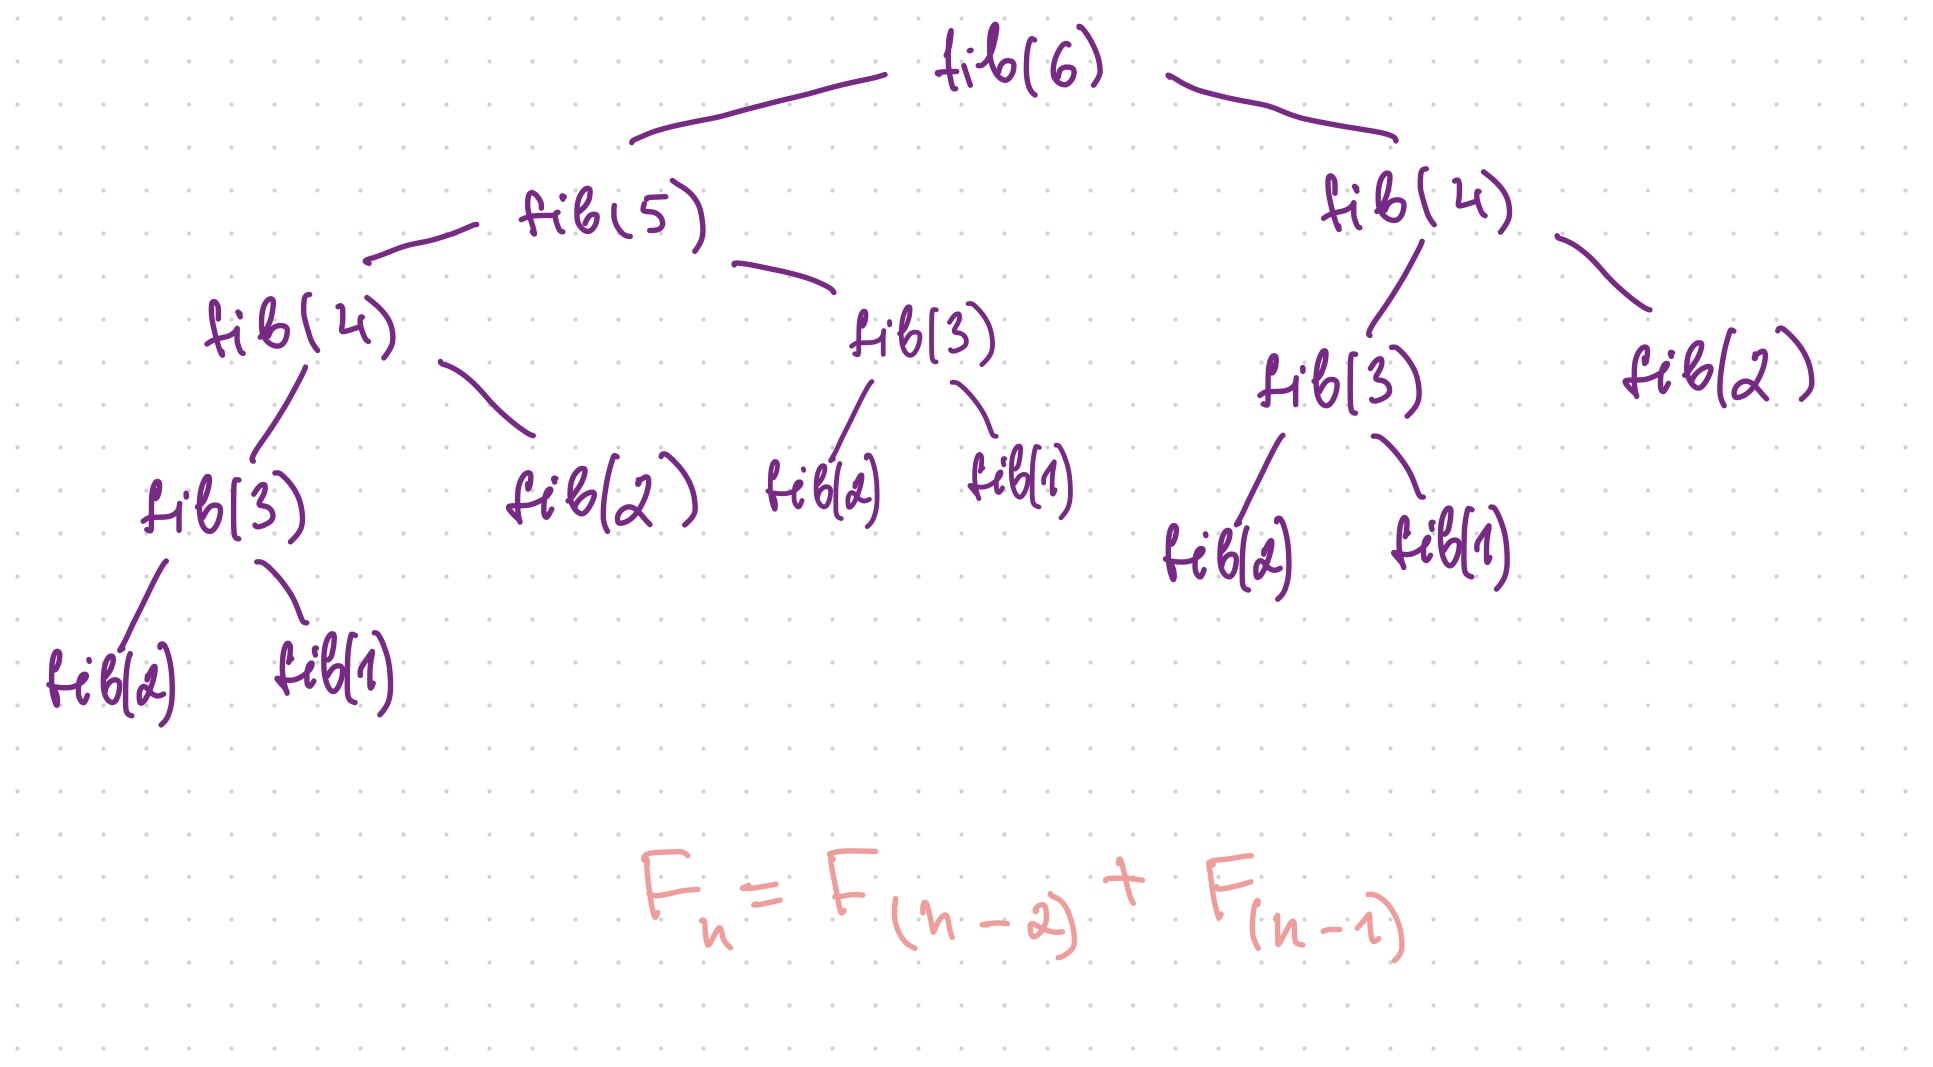 fib(6)
fib(5) fib(4)
fib(4) fib(3) fib(3) fib(2)
fib(3) fib(2) fib(2) fib(1) fib(2) fib(1)
fib(2) fib(1)
F_n = F_(n-2) + F_(n-1)